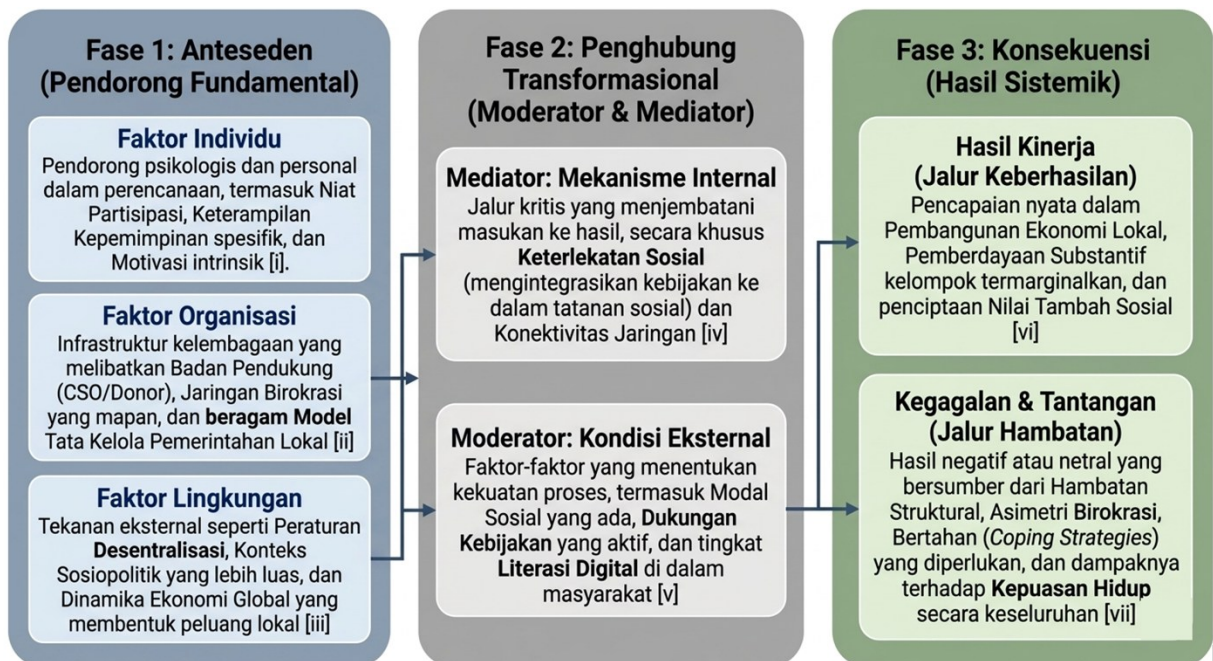 Fase 1: Anteseden
(Pendorong Fundamental)
Faktor Individu
Pendorong psikologis dan personal
dalam perencanaan, termasuk Niat
Partisipasi, Keterampilan
Kepemimpinan spesifik, dan
Motivasi intrinsik [i].
Faktor Organisasi
Infrastruktur kelembagaan yang
melibatkan Badan Pendukung
(CSO/Donor), Jaringan Birokrasi
yang mapan, dan beragam Model
Tata Kelola Pemerintahan Lokal [ii]
Faktor Lingkungan
Tekanan eksternal seperti Peraturan
Desentralisasi, Konteks
Sosiopolitik yang lebih luas, dan
Dinamika Ekonomi Global yang
membentuk peluang lokal [iii]
Fase 2: Penghubung
Transformasional
(Moderator & Mediator)
Mediator: Mekanisme Internal
Jalur kritis yang menjembatani
masukan ke hasil, secara khusus
Keterlekatan Sosial
(mengintegrasikan kebijakan ke
dalam tatanan sosial) dan
Konektivitas Jaringan [iv]
Moderator: Kondisi Eksternal
Faktor-faktor yang menentukan
kekuatan proses, termasuk Modal
Sosial yang ada, Dukungan
Kebijakan yang aktif, dan tingkat
Literasi Digital di dalam
masyarakat [v]
Fase 3: Konsekuensi
(Hasil Sistemik)
Hasil Kinerja
(Jalur Keberhasilan)
Pencapaian nyata dalam
Pembangunan Ekonomi Lokal,
Pemberdayaan Substantif
kelompok termarginalkan, dan
penciptaan Nilai Tambah Sosial
[vi]
Kegagalan & Tantangan
(Jalur Hambatan)
Hasil negatif atau netral yang
bersumber dari Hambatan
Struktural, Asimetri Birokrasi,
Bertahan (Coping Strategies)
yang diperlukan, dan dampaknya
terhadap Kepuasan Hidup
secara keseluruhan [vii]